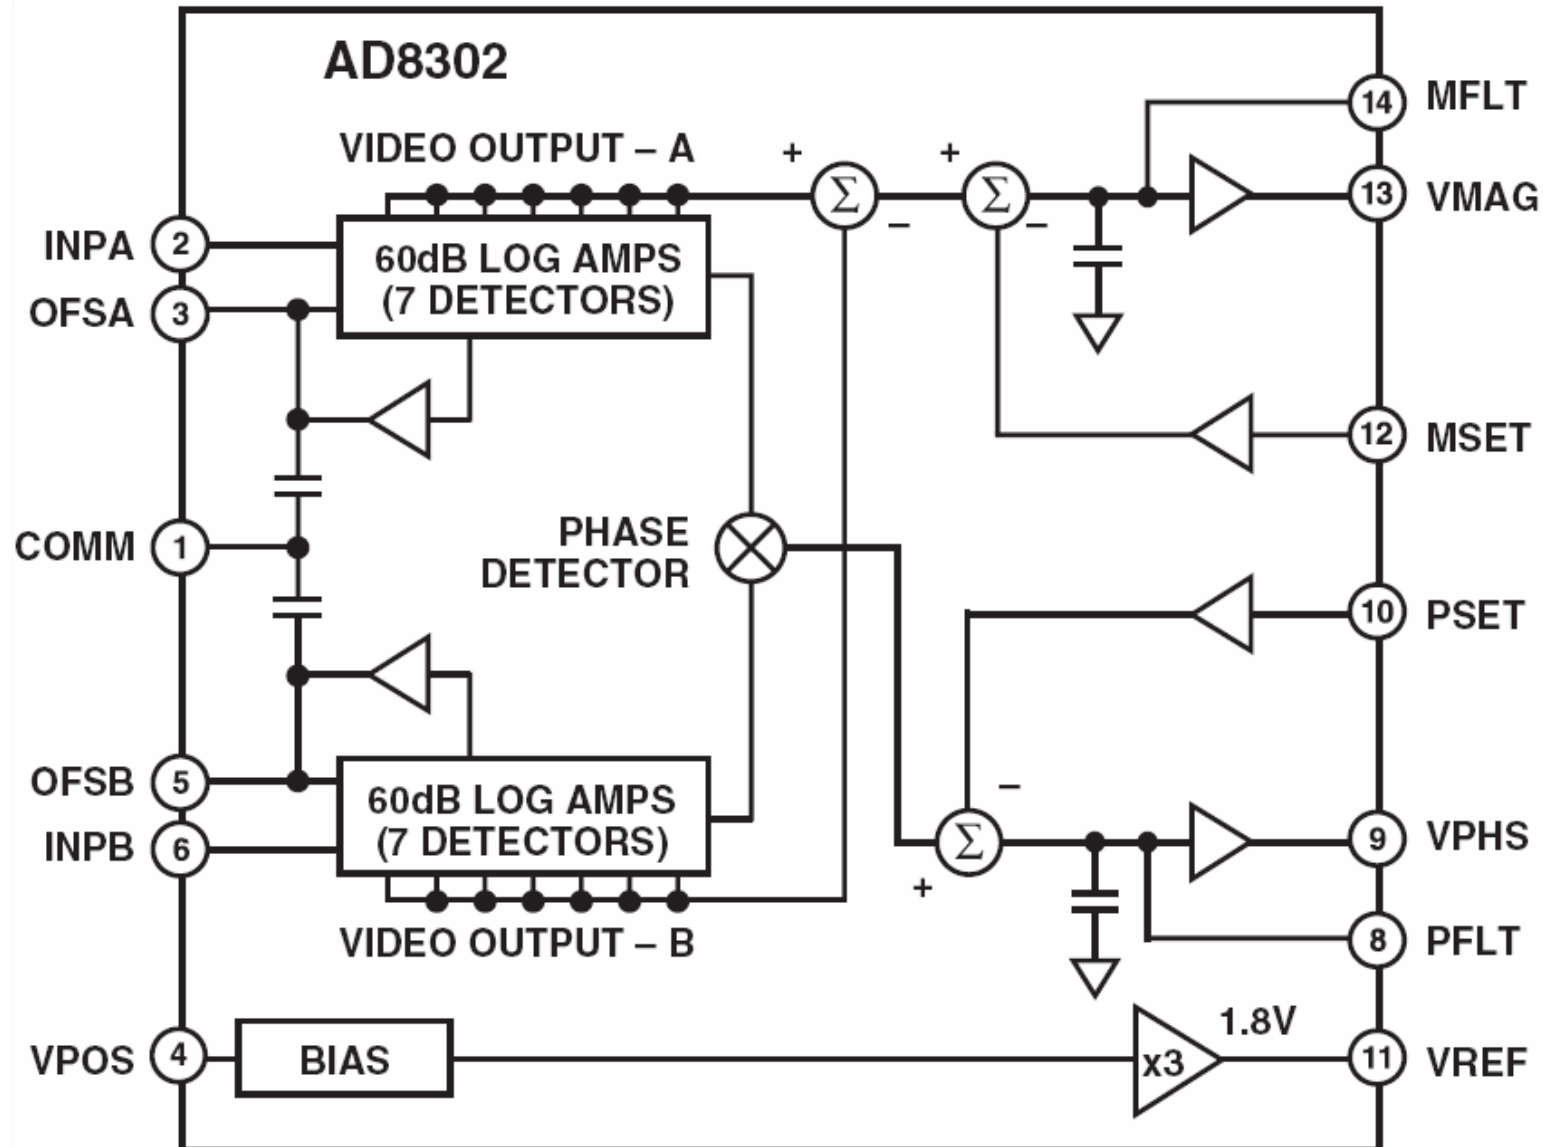 AD8302
VIDEO OUTPUT – A
+
+
–
–
14 MFLT
13 VMAG
INPA 2
60dB LOG AMPS
(7 DETECTORS)
OFSA 3
12 MSET
COMM 1
PHASE
DETECTOR
10 PSET
OFSB 5
60dB LOG AMPS
(7 DETECTORS)
INPB 6
–
Σ
Σ
Σ
+
9 VPHS
8 PFLT
VIDEO OUTPUT – B
VPOS 4
BIAS
x3
1.8V
11 VREF